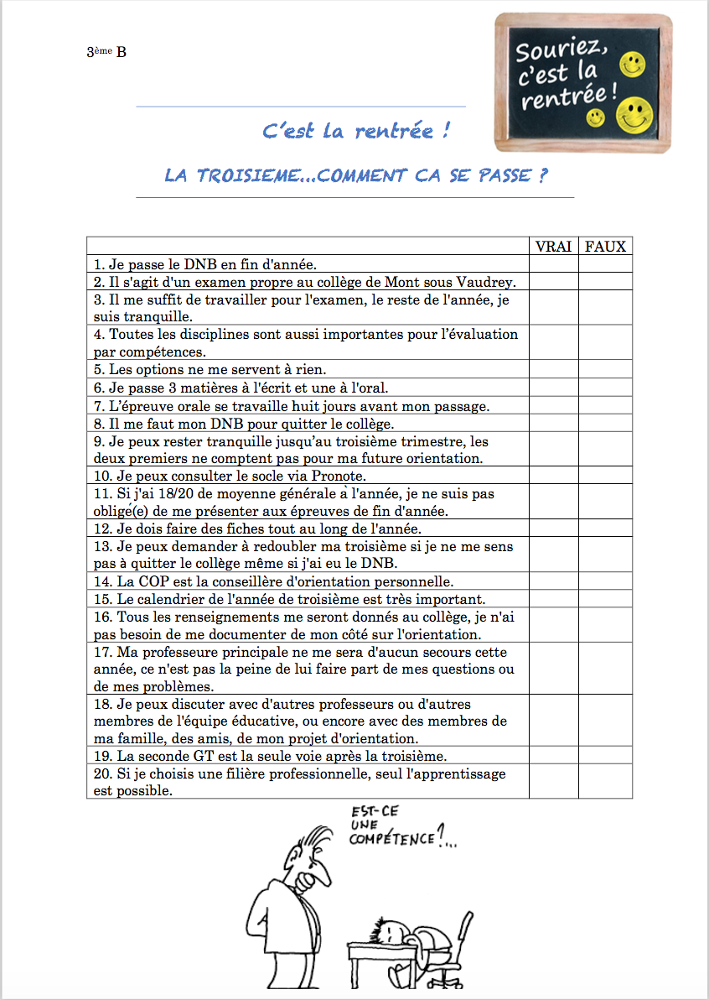 3ème B
Souriez,
c'est la
rentrée !
C'est la rentrée !
LA TROISIEME...COMMENT CA SE PASSE ?
VRAI FAUX
1. Je passe le DNB en fin d'année.
2. Il s'agit d'un examen propre au collège de Mont sous Vaudrey.
3. Il me suffit de travailler pour l'examen, le reste de l'année, je
suis tranquille.
4. Toutes les disciplines sont aussi importantes pour l'évaluation
par compétences.
5. Les options ne me servent à rien.
6. Je passe 3 matières à l'écrit et une à l'oral.
7. L'épreuve orale se travaille huit jours avant mon passage.
8. Il me faut mon DNB pour quitter le collège.
9. Je peux rester tranquille jusqu'au troisième trimestre, les
deux premiers ne comptent pas pour ma future orientation.
10. Je peux consulter le socle via Pronote.
11. Si j'ai 18/20 de moyenne générale à l'année, je ne suis pas
obligé(e) de me présenter aux épreuves de fin d'année.
12. Je dois faire des fiches tout au long de l'année.
13. Je peux demander à redoubler ma troisième si je ne me sens
pas à quitter le collège même si j'ai eu le DNB.
14. La COP est la conseillère d'orientation personnelle.
15. Le calendrier de l'année de troisième est très important.
16. Tous les renseignements me seront donnés au collège, je n'ai
pas besoin de me documenter de mon côté sur l'orientation.
17. Ma professeure principale ne me sera d'aucun secours cette
année, ce n'est pas la peine de lui faire part de mes questions ou
de mes problèmes.
18. Je peux discuter avec d'autres professeurs ou d'autres
membres de l'équipe éducative, ou encore avec des membres de
ma famille, des amis, de mon projet d'orientation.
19. La seconde GT est la seule voie après la troisième.
20. Si je choisis une filière professionnelle, seul l'apprentissage
est possible.
EST-CE
UNE
COMPÉTENCE ?...